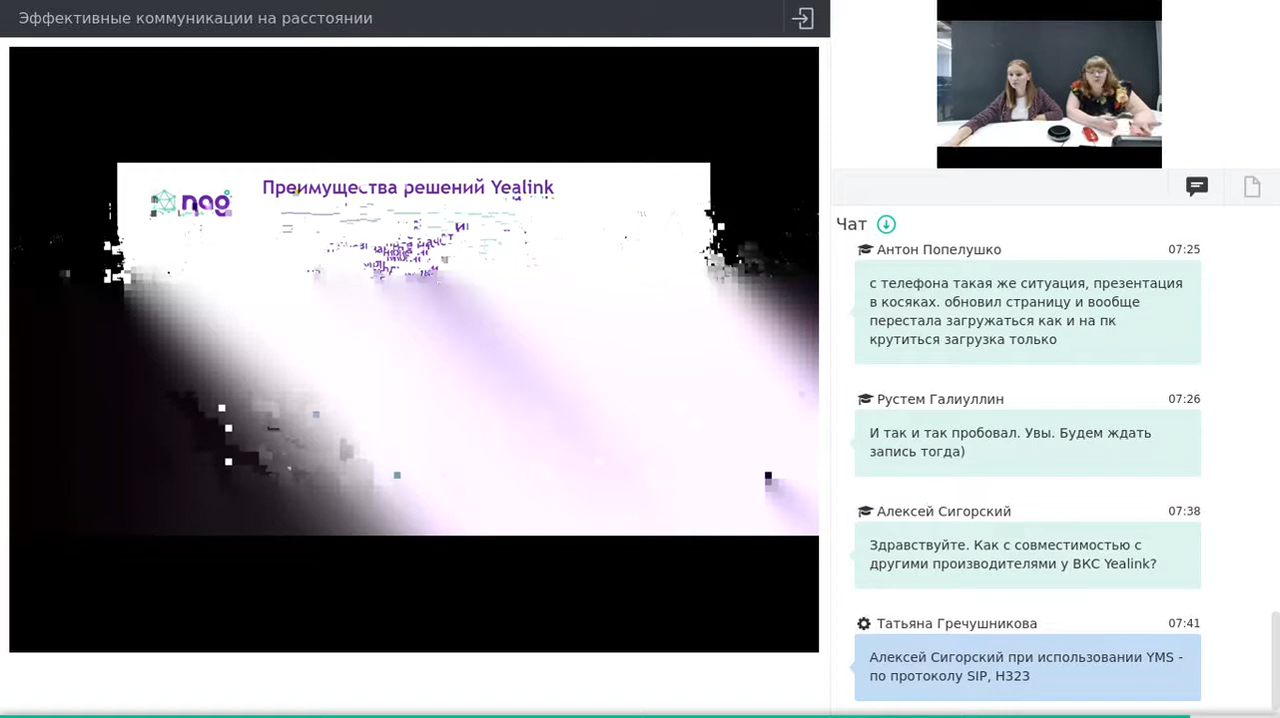 Эффективные коммуникации на расстоянии
nag
Преимущества решений Yealink
Чат
Антон Попелушко 07:25
с телефона такая же ситуация, презентация
в косяках. обновил страницу и вообще
перестала загружаться как и на пк
крутиться загрузка только
Рустем Галиуллин 07:26
И так и так пробовал. Увы. Будем ждать
запись тогда)
Алексей Сигорский 07:38
Здравствуйте. Как с совместимостью с
другими производителями у ВКС Yealink?
Татьяна Гречушникова 07:41
Алексей Сигорский при использовании YMS -
по протоколу SIP, H323